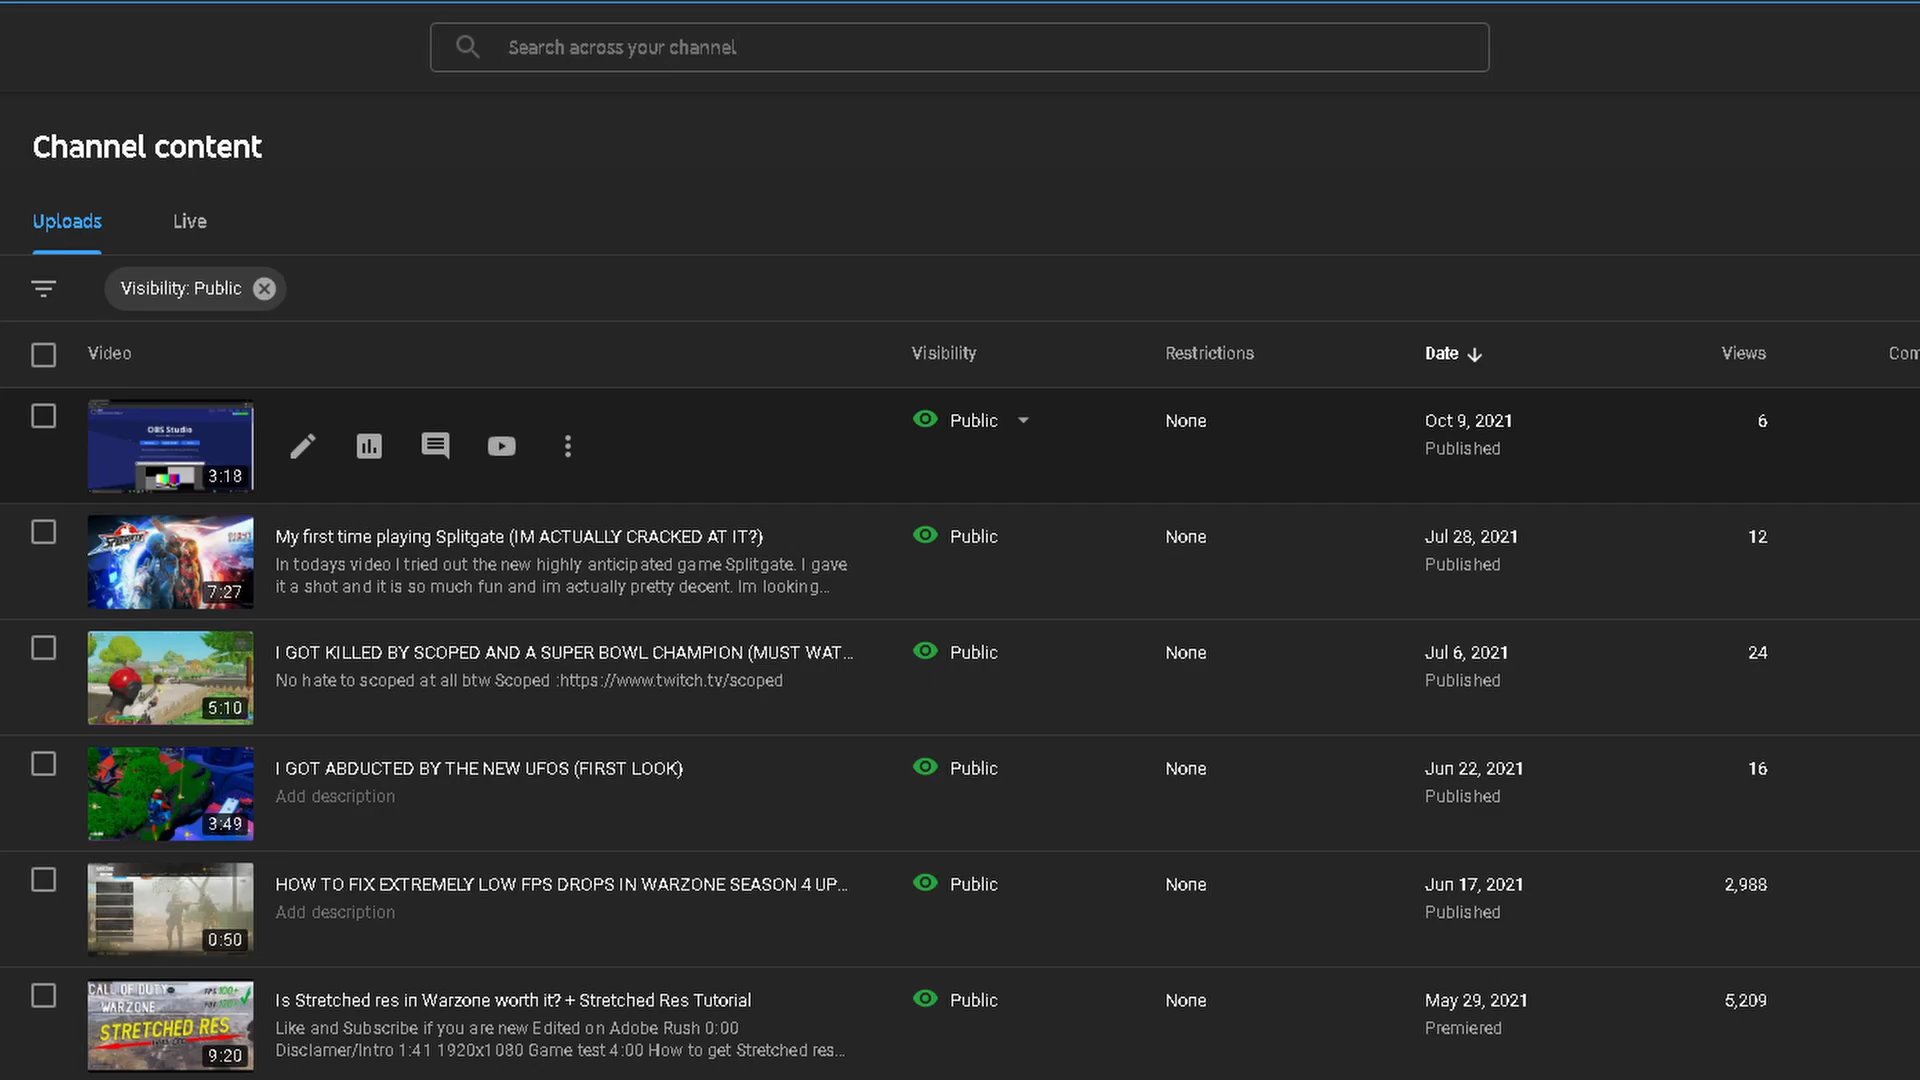 Search across your channel
Channel content
Uploads
Live
Visibility: Public
Video
Visibility
Restrictions
Date
Views
Com
OBS Studio
3:18
Public
None
Oct 9, 2021
Published
6
7:27
My first time playing Splitgate (IM ACTUALLY CRACKED AT IT?)
In todays video I tried out the new highly anticipated game Splitgate. I gave
it a shot and it is so much fun and im actually pretty decent. Im looking...
Public
None
Jul 28, 2021
Published
12
5:10
I GOT KILLED BY SCOPED AND A SUPER BOWL CHAMPION (MUST WAT...
No hate to scoped at all btw Scoped :https://www.twitch.tv/scoped
Public
None
Jul 6, 2021
Published
24
3:49
I GOT ABDUCTED BY THE NEW UFOS (FIRST LOOK)
Add description
Public
None
Jun 22, 2021
Published
16
0:50
HOW TO FIX EXTREMELY LOW FPS DROPS IN WARZONE SEASON 4 UP...
Add description
Public
None
Jun 17, 2021
Published
2,988
CALL OF DUTY
WARZONE
STRETCHED RES
9:20
Is Stretched res in Warzone worth it? + Stretched Res Tutorial
Like and Subscribe if you are new Edited on Adobe Rush 0:00
Disclamer/Intro 1:41 1920x1080 Game test 4:00 How to get Stretched res...
Public
None
May 29, 2021
Premiered
5,209